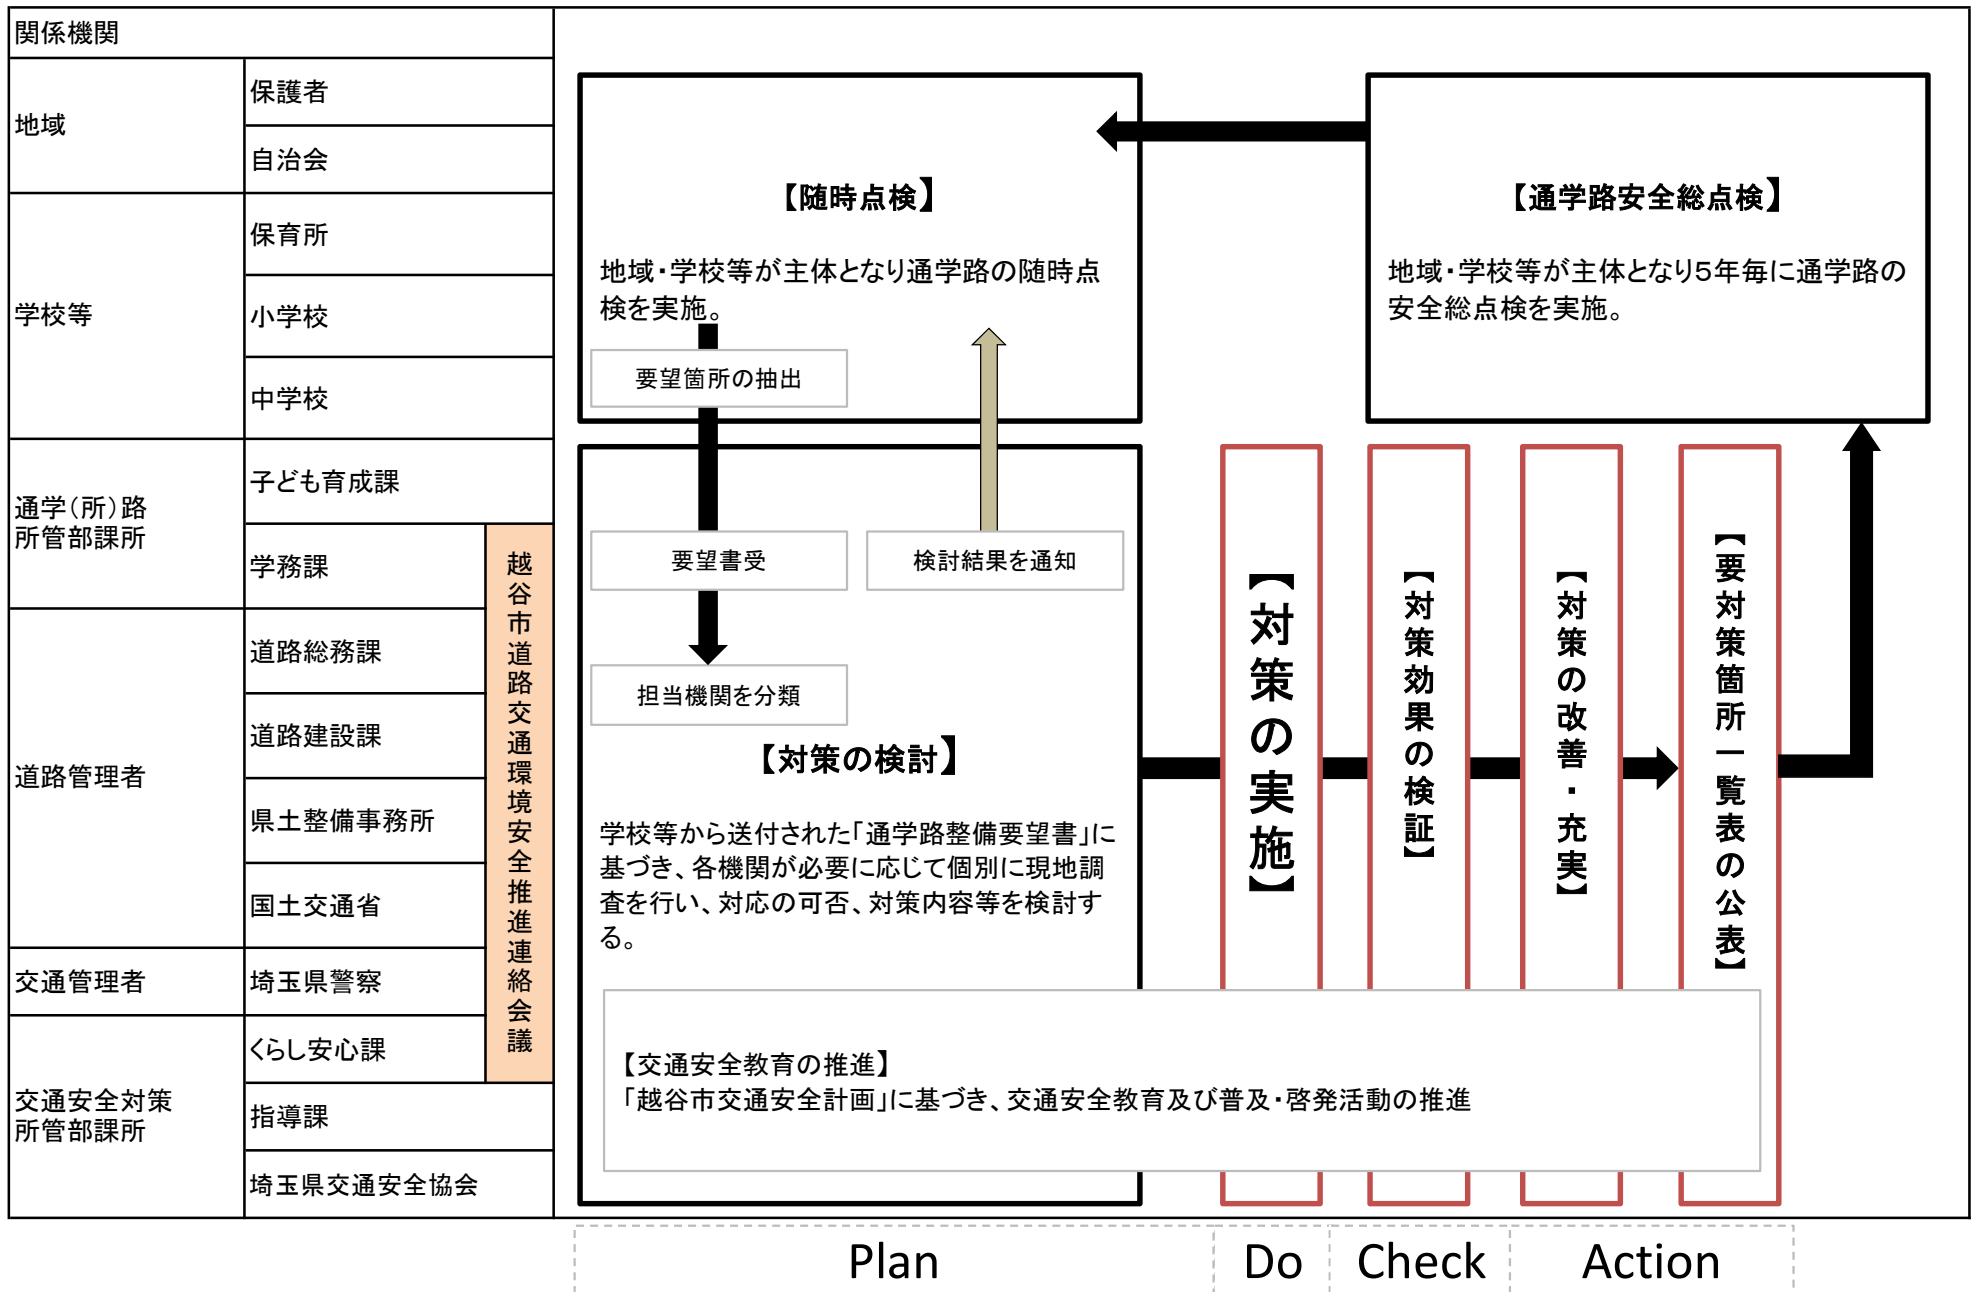 関係機関
地域
保護者
自治会
学校等
保育所
小学校
中学校
通学（所）路
所管部課所
子ども育成課
学務課
道路管理者
道路総務課
道路建設課
県土整備事務所
国土交通省
交通管理者
埼玉県警察
交通安全対策
所管部課所
くらし安心課
指導課
埼玉県交通安全協会
越谷市道路交通環境安全推進連絡会議
【随時点検】
地域・学校等が主体となり通学路の随時点
検を実施。
要望箇所の抽出
【通学路安全総点検】
地域・学校等が主体となり５年毎に通学路の
安全総点検を実施。
要望書受
検討結果を通知
担当機関を分類
【対策の検討】
学校等から送付された「通学路整備要望書」に
基づき、各機関が必要に応じて個別に現地調
査を行い、対応の可否、対策内容等を検討す
る。
【対策の実施】
【対策効果の検証】
【対策の改善・充実】
【要対策箇所一覧表の公表】
【交通安全教育の推進】
「越谷市交通安全計画」に基づき、交通安全教育及び普及・啓発活動の推進
Plan
Do
Check
Action